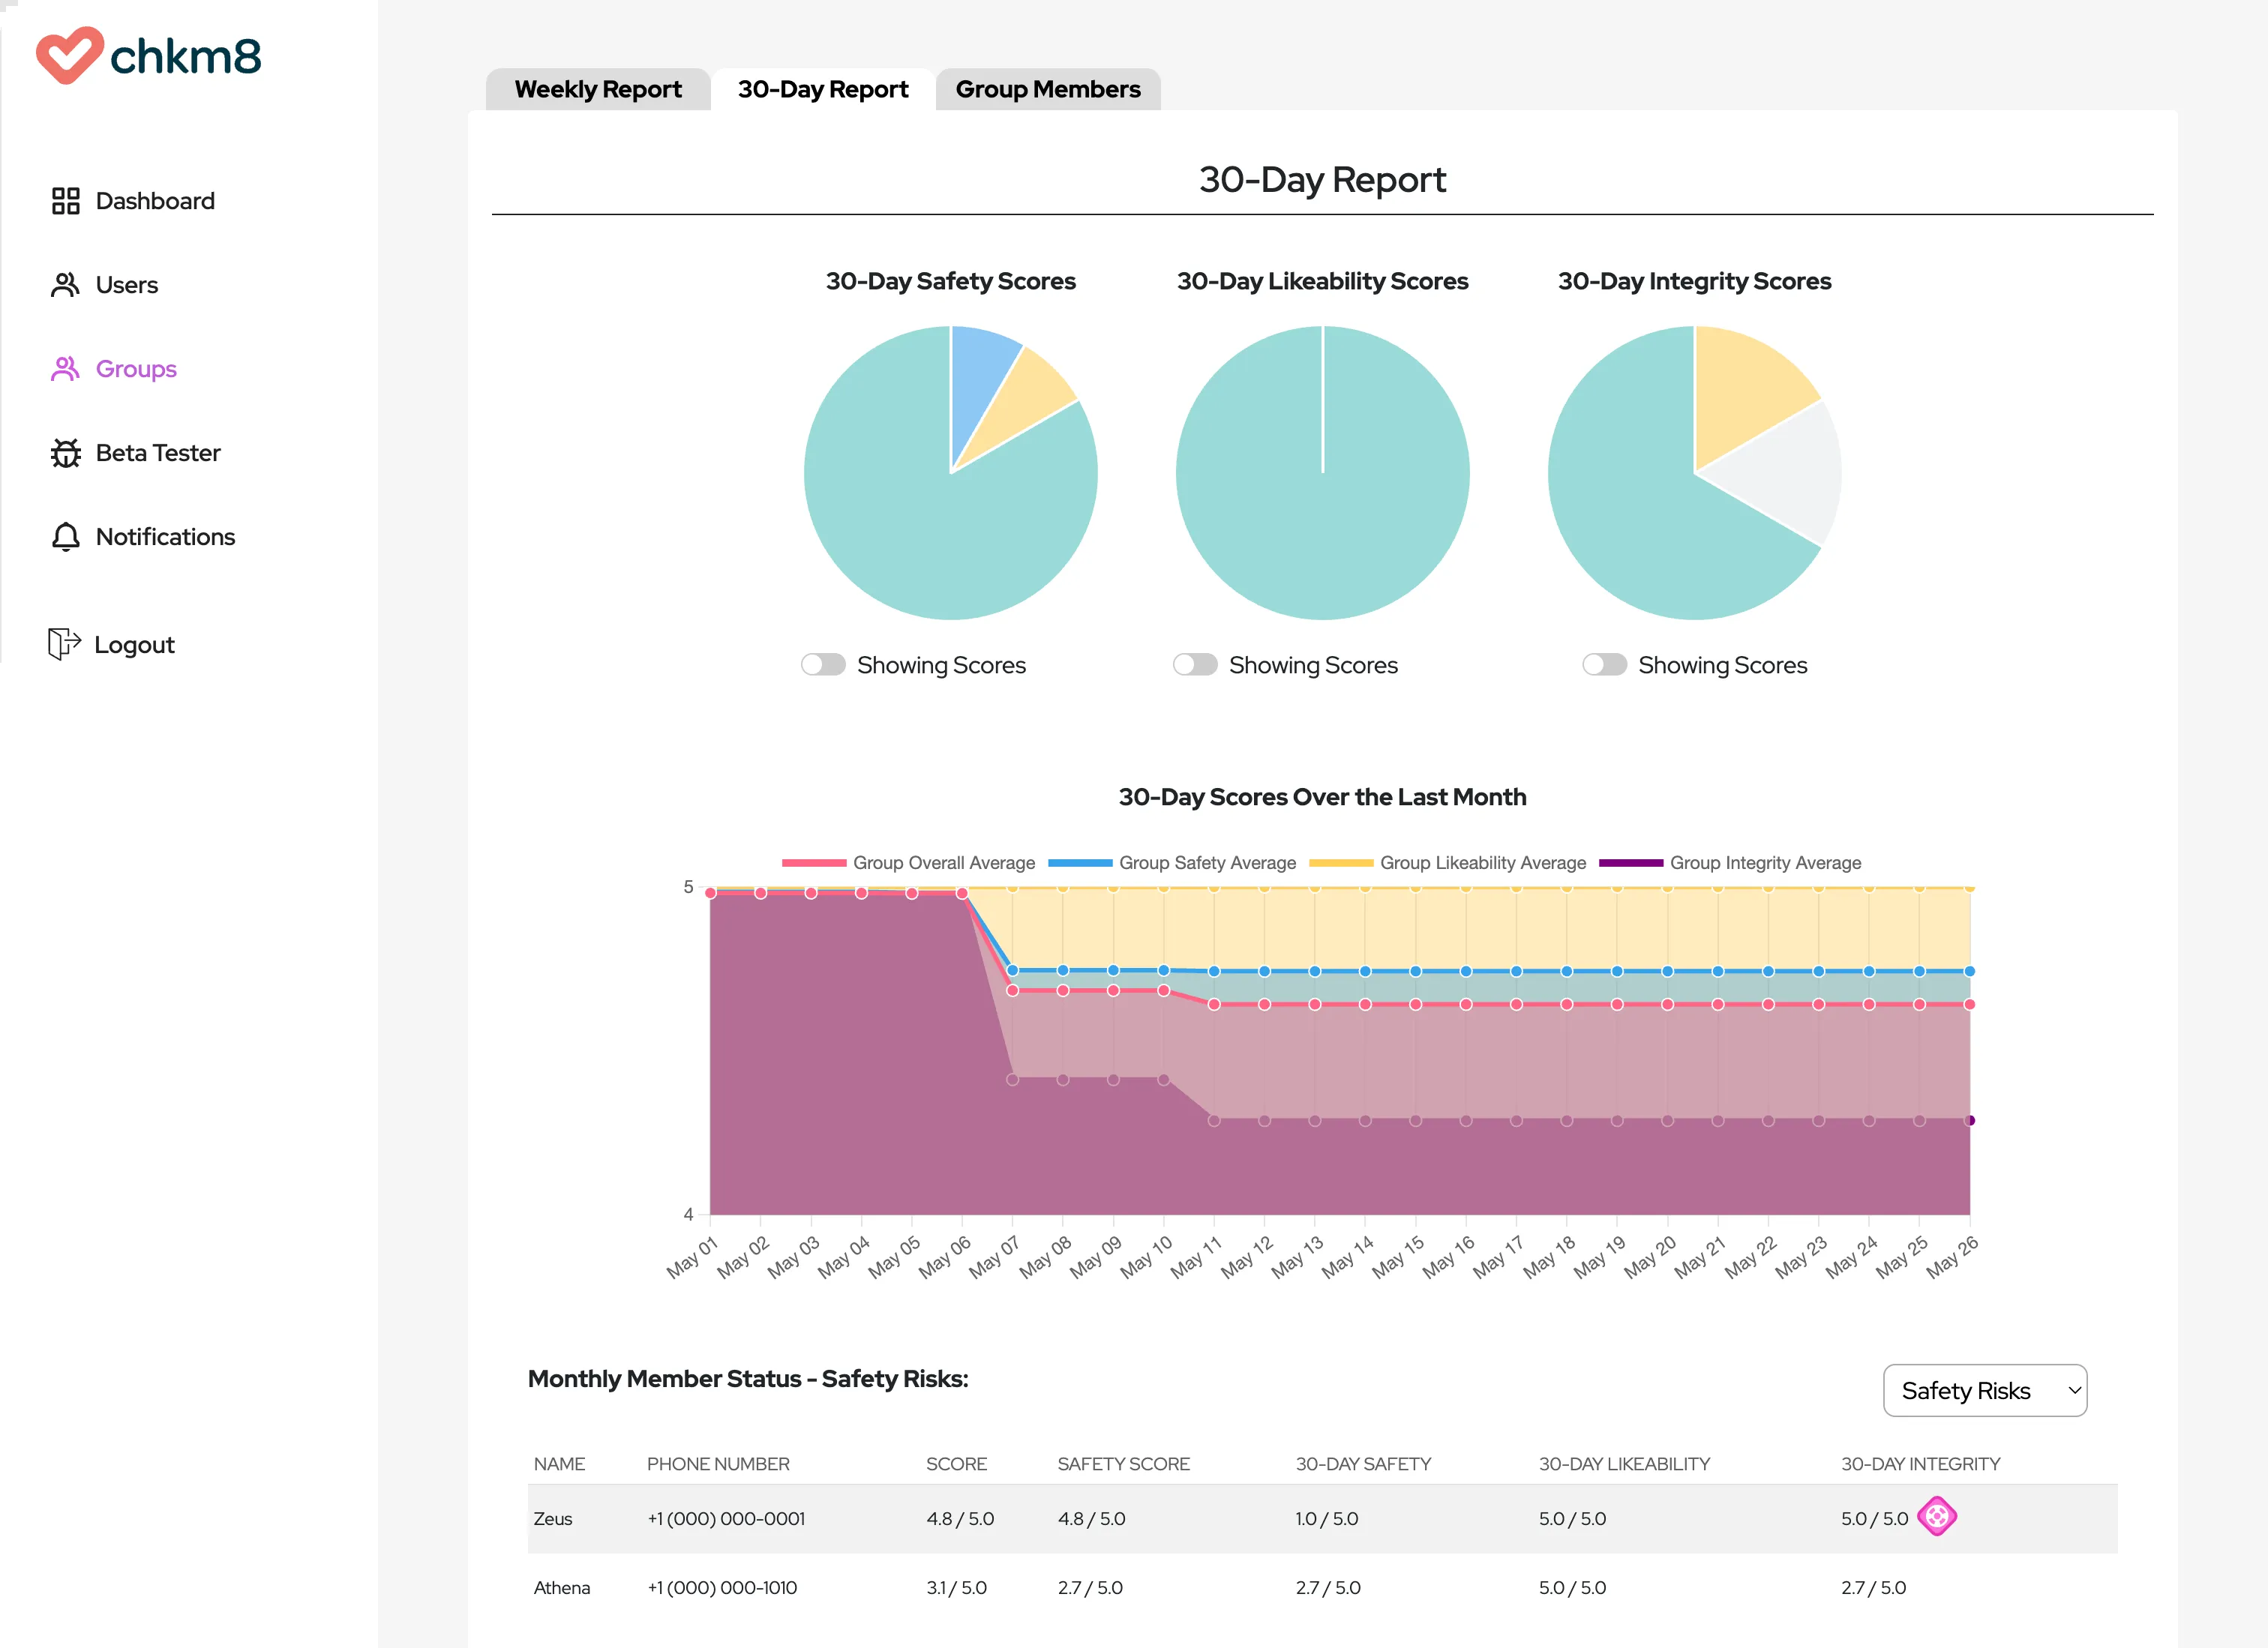 chkm8
Dashboard
Users
Groups
Beta Tester
Notifications
Logout
Weekly Report 30-Day Report Group Members
30-Day Report
30-Day Safety Scores 30-Day Likeability Scores 30-Day Integrity Scores
Showing Scores Showing Scores Showing Scores
30-Day Scores Over the Last Month
Group Overall Average Group Safety Average Group Likeability Average Group Integrity Average
5
4
May 01 May 02 May 03 May 04 May 05 May 06 May 07 May 08 May 09 May 10 May 11 May 12 May 13 May 14 May 15 May 16 May 17 May 18 May 19 May 20 May 21 May 22 May 23 May 24 May 25 May 26
Monthly Member Status - Safety Risks:
Safety Risks
NAME PHONE NUMBER SCORE SAFETY SCORE 30-DAY SAFETY 30-DAY LIKEABILITY 30-DAY INTEGRITY
Zeus +1 (000) 000-0001 4.8 / 5.0 4.8 / 5.0 1.0 / 5.0 5.0 / 5.0 5.0 / 5.0
Athena +1 (000) 000-1010 3.1 / 5.0 2.7 / 5.0 2.7 / 5.0 5.0 / 5.0 2.7 / 5.0